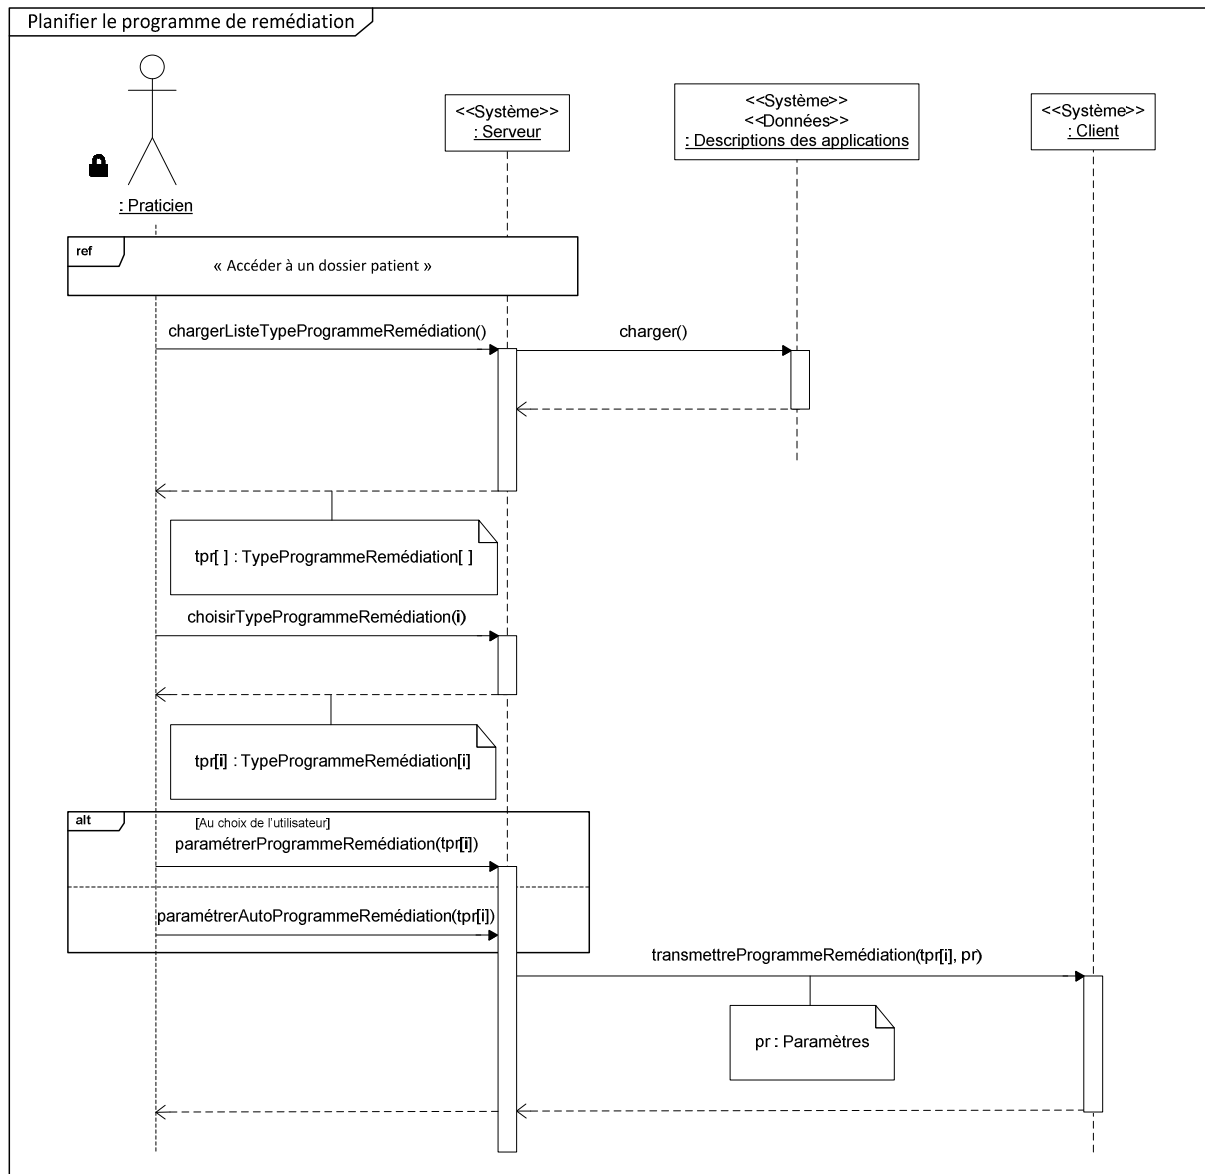 Planifier le programme de remédiation
<<Système>>
: Serveur
<<Système>>
<<Données>>
: Descriptions des applications
<<Système>>
: Client
: Praticien
ref
« Accéder à un dossier patient »
chargerListeTypeProgrammeRemédiation()
charger()
tpr[ ] : TypeProgrammeRemédiation[ ]
choisirTypeProgrammeRemédiation(i)
tpr[i] : TypeProgrammeRemédiation[i]
alt
[Au choix de l'utilisateur]
paramétrerProgrammeRemédiation(tpr[i])
paramétrerAutoProgrammeRemédiation(tpr[i])
transmettreProgrammeRemédiation(tpr[i], pr)
pr : Paramètres